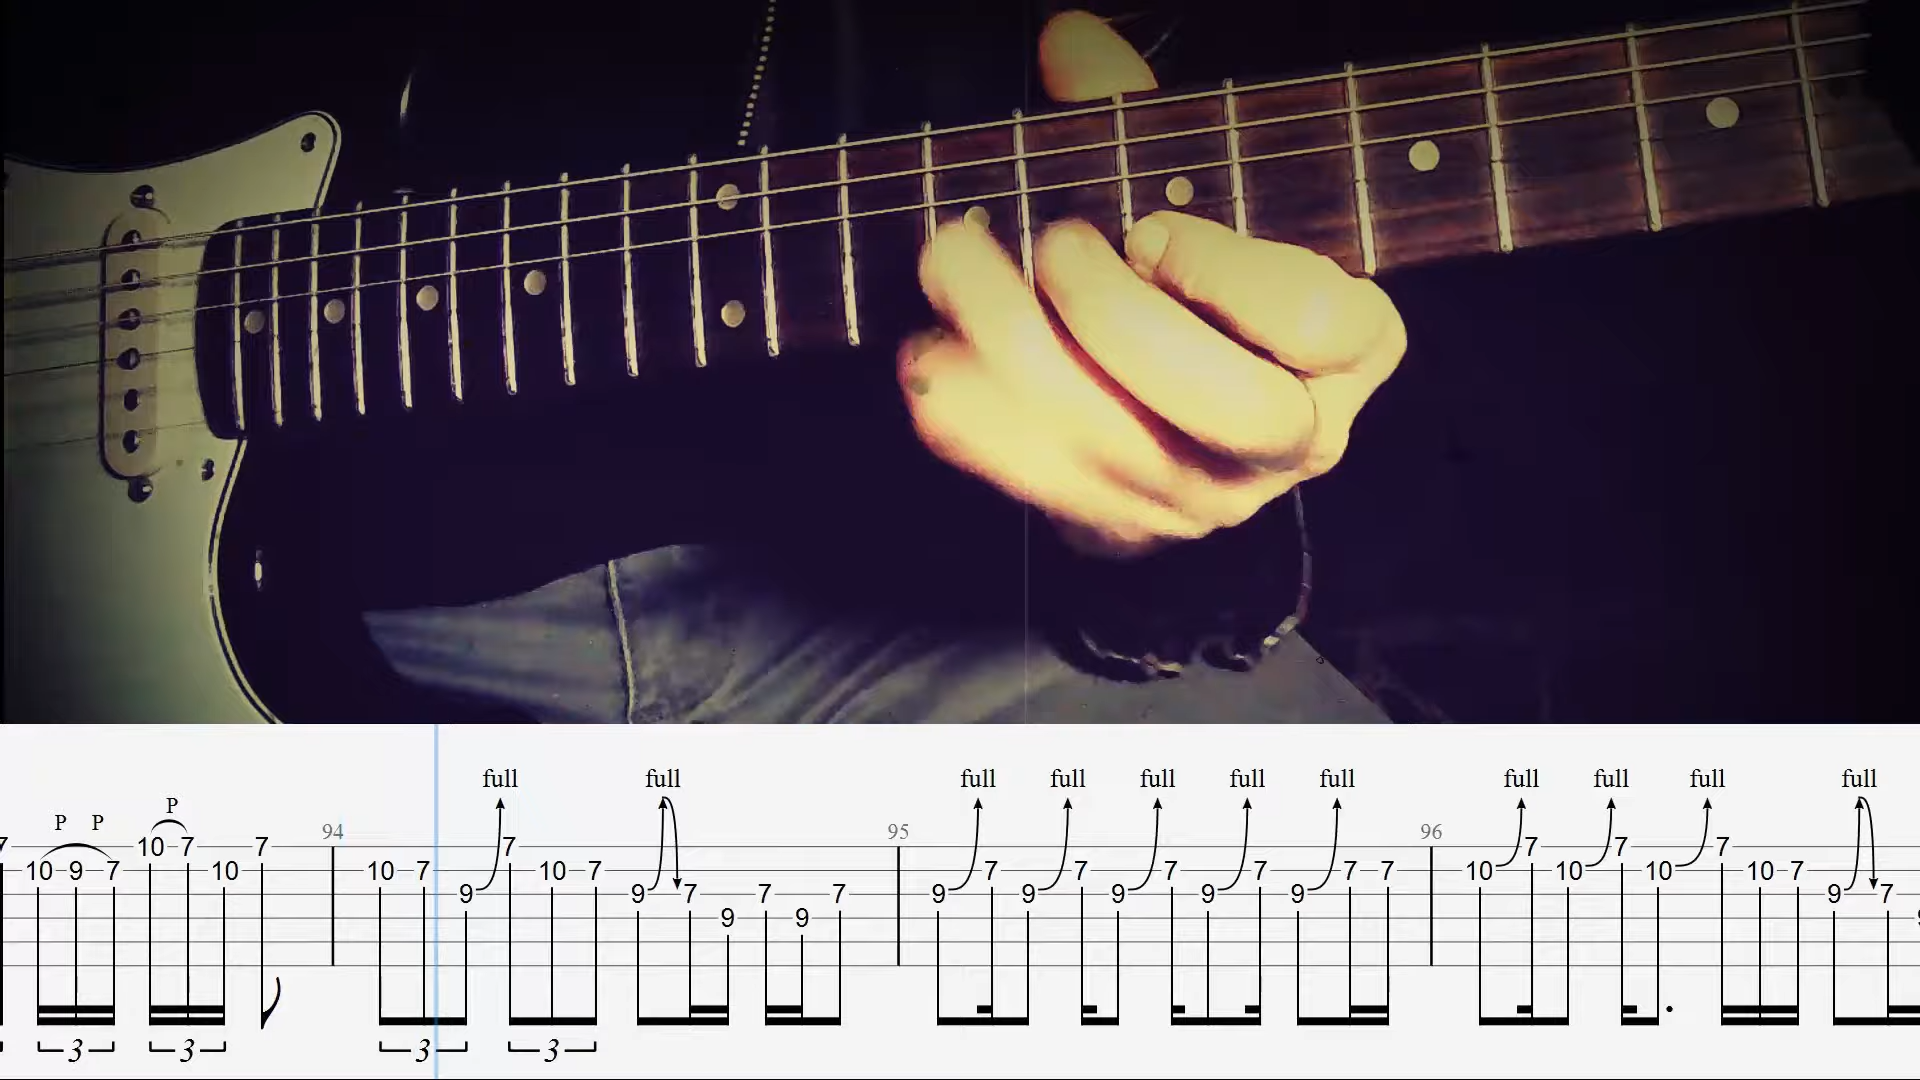 full full full full full full full full full full full
P P P
94 95 96
7 10 7 7 7 7 7 7
10 9 7 10 10 7 10 7 7 7 7 7 7 7 10 10 10 10 7
9 9 7 7 7 9 9 9 9 9 9 7
9 9
3 3 3 3